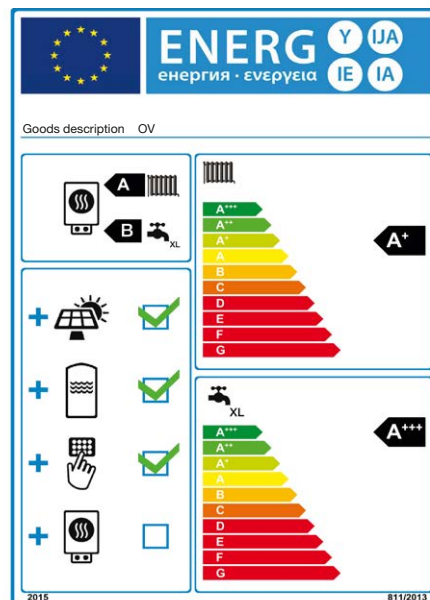 ENERG
енергия · ενεργεια
Y IJA
IE IA
Goods description OV
A
B
XL
A+++
A++
A+
A
B
C
D
E
F
G
A+
XL
A+++
A++
A+
A
B
C
D
E
F
G
A+++
2015
811/2013